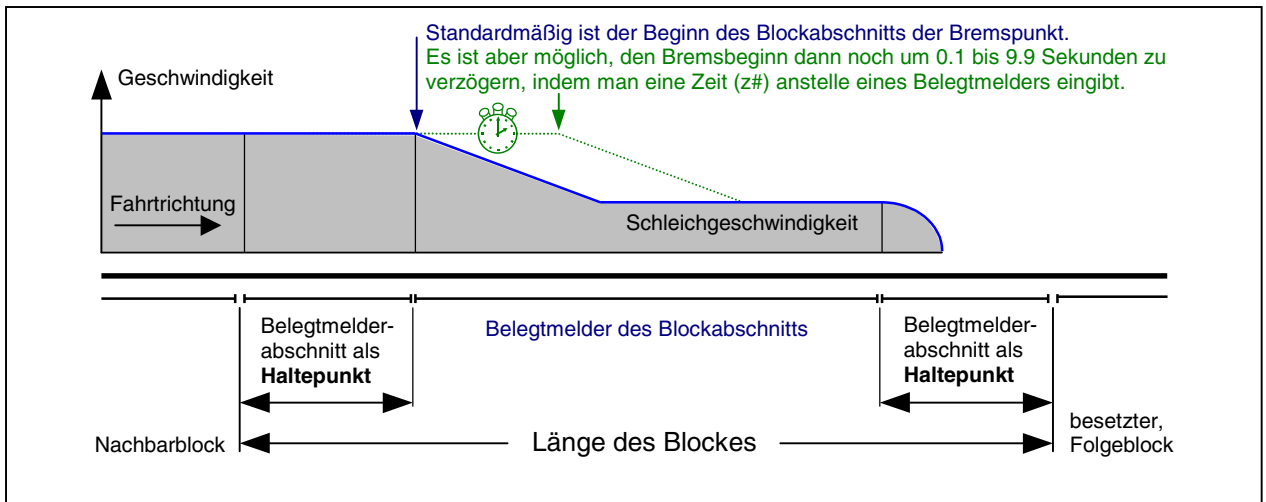 Standardmäßig ist der Beginn des Blockabschnitts der Bremspunkt.
Es ist aber möglich, den Bremsbeginn dann noch um 0.1 bis 9.9 Sekunden zu
verzögern, indem man eine Zeit (z#) anstelle eines Belegtmelders eingibt.
Geschwindigkeit
Fahrtrichtung
Schleichgeschwindigkeit
Belegtmelder-
abschnitt als
Haltepunkt
Belegtmelder des Blockabschnitts
Belegtmelder-
abschnitt als
Haltepunkt
Nachbarblock
Länge des Blockes
besetzter,
Folgeblock